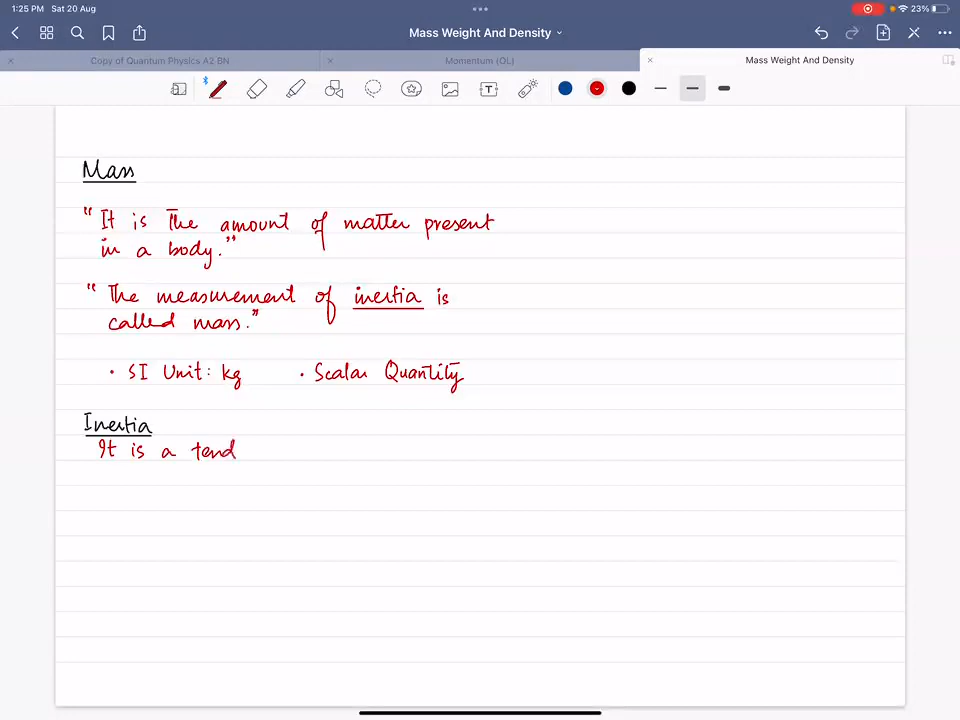 1:25 PM Sat 20 Aug
23%
Mass Weight And Density
Copy of Quantum Physics A2 BN
Momentum (OL)
Mass Weight And Density
T
Mass
"It is the amount of matter present
in a body."
"The measurement of inertia is
called mass."
• SI Unit: kg • Scalar Quantity
Inertia
It is a tend